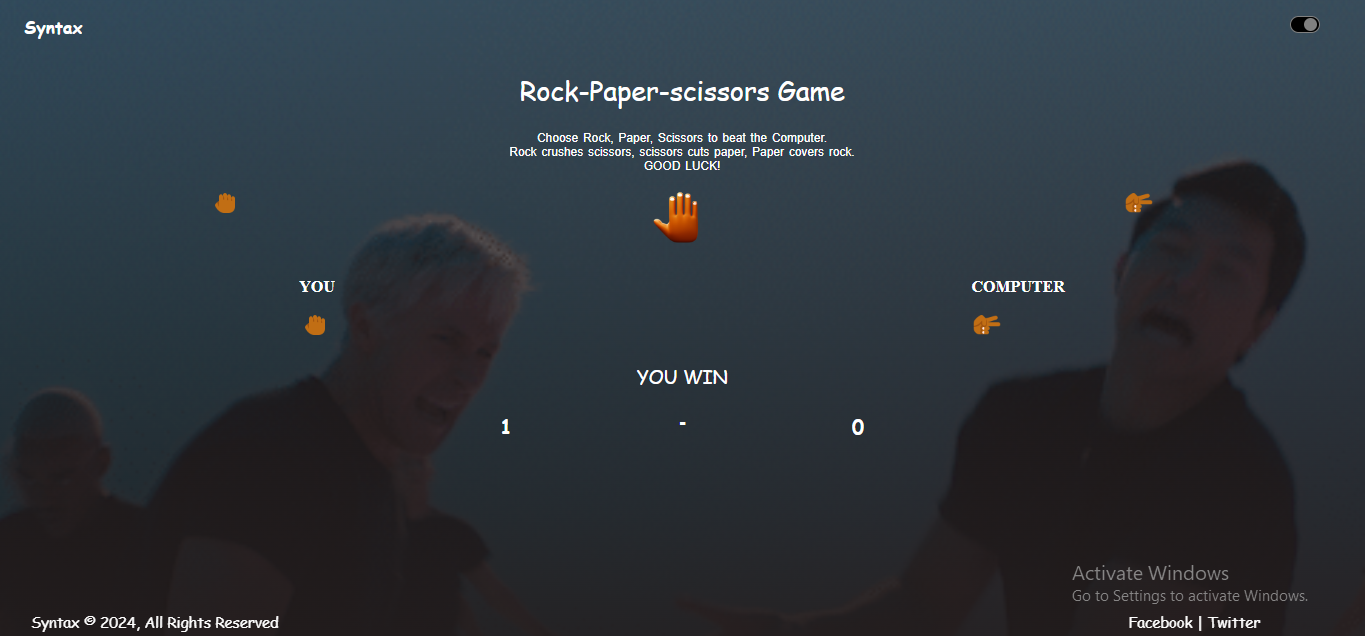 Syntax
Rock-Paper-scissors Game
Choose Rock, Paper, Scissors to beat the Computer.
Rock crushes scissors, scissors cuts paper, Paper covers rock.
GOOD LUCK!
YOU
COMPUTER
YOU WIN
1 - 0
Activate Windows
Go to Settings to activate Windows.
Syntax © 2024, All Rights Reserved
Facebook | Twitter